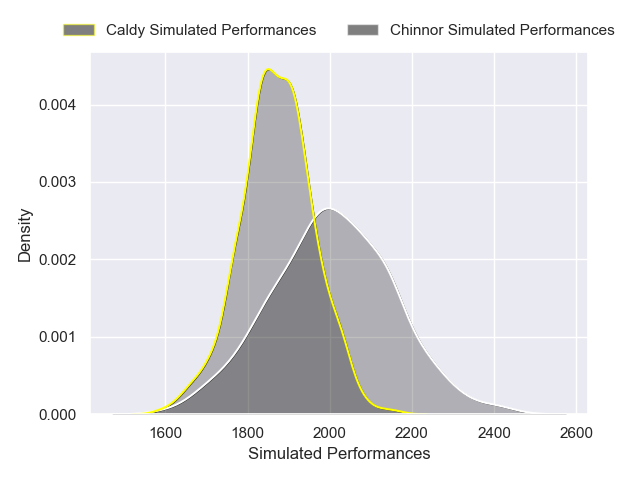 Caldy Simulated Performances Chinnor Simulated Performances
0.004
0.003
0.002
0.001
0.000
Density
1600 1800 2000 2200 2400 2600
Simulated Performances